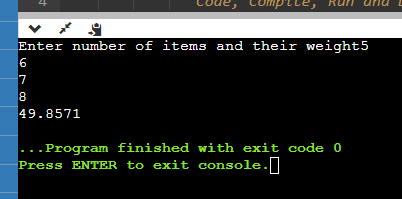 4 Code, Compile, Run and D
Enter number of items and their weight5
6
7
8
49.8571
...Program finished with exit code 0
Press ENTER to exit console.